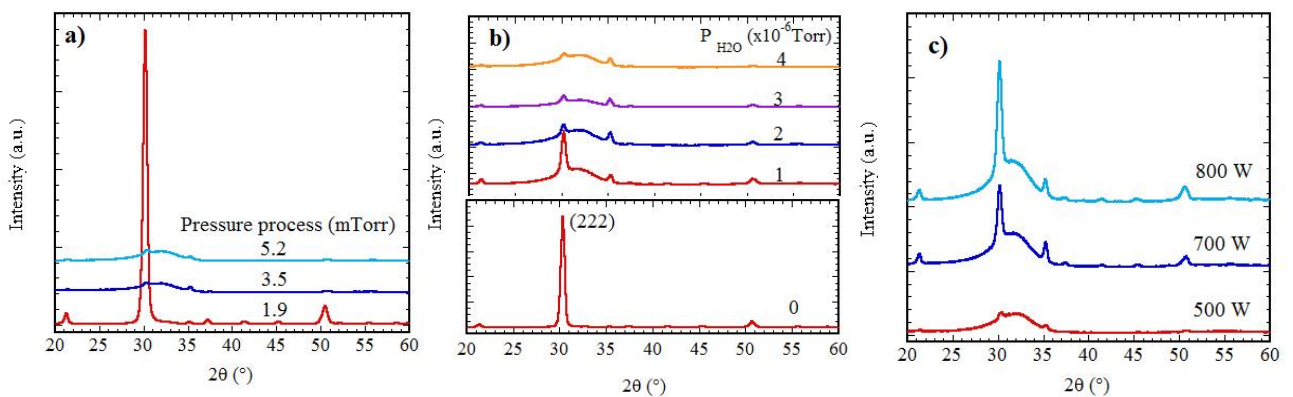 a)
Intensity (a.u.)
Pressure process (mTorr)
5.2
3.5
1.9
20 25 30 35 40 45 50 55 60
2θ (°)
b)
P H2O (x10-6Torr)
Intensity (a.u.)
4
3
2
1
(222)
0
20 25 30 35 40 45 50 55 60
2θ (°)
c)
Intensity (a.u.)
800 W
700 W
500 W
20 25 30 35 40 45 50 55 60
2θ (°)